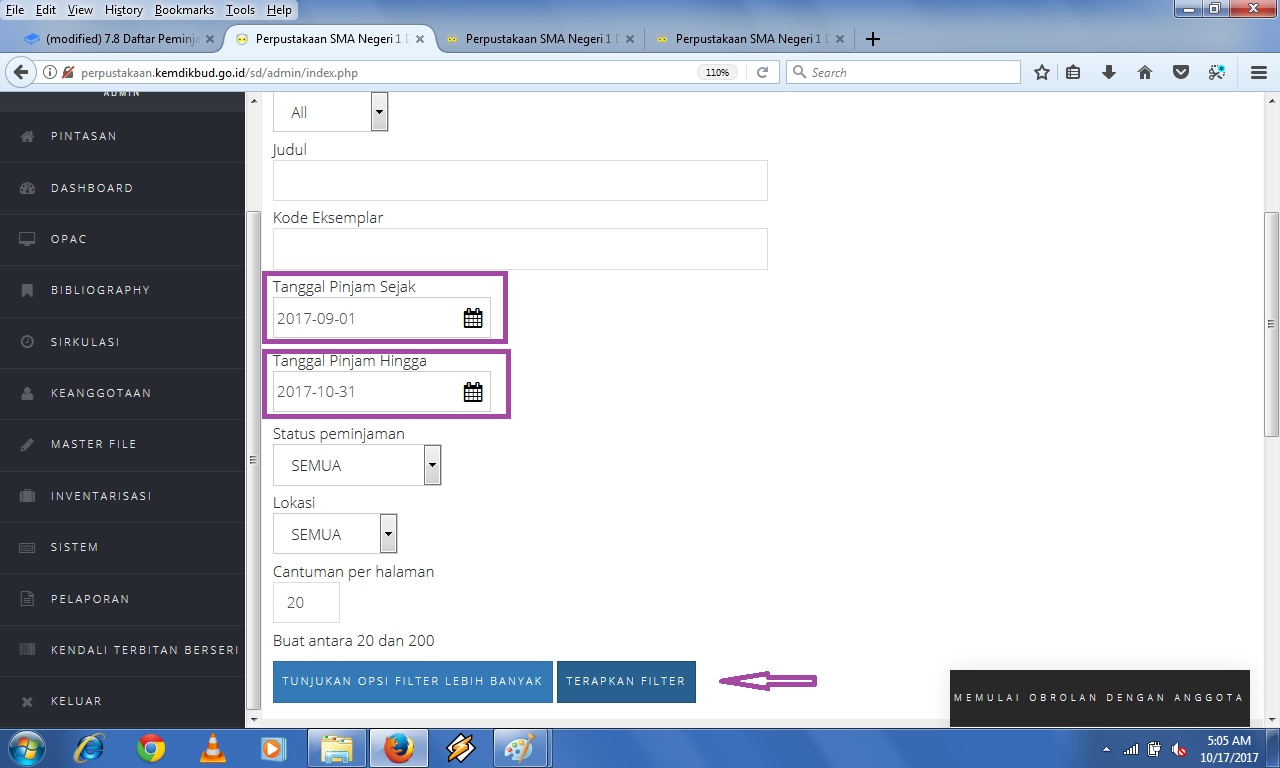 File Edit View History Bookmarks Tools Help
(modified) 7.8 Daftar Peminja
Perpustakaan SMA Negeri 1 D
Perpustakaan SMA Negeri 1 D
Perpustakaan SMA Negeri 1 D
perpustakaan.kemdikbud.go.id/sd/admin/index.php
110%
Search
ADMIN
PINTASAN
DASHBOARD
OPAC
BIBLIOGRAPHY
SIRKULASI
KEANGGOTAAN
MASTER FILE
INVENTARISASI
SISTEM
PELAPORAN
KENDALI TERBITAN BERSERI
KELUAR
All
Judul
Kode Eksemplar
Tanggal Pinjam Sejak
2017-09-01
Tanggal Pinjam Hingga
2017-10-31
Status peminjaman
SEMUA
Lokasi
SEMUA
Cantuman per halaman
20
Buat antara 20 dan 200
TUNJUKAN OPSI FILTER LEBIH BANYAK
TERAPKAN FILTER
MEMULAI OBROLAN DENGAN ANGGOTA
5:05 AM
10/17/2017